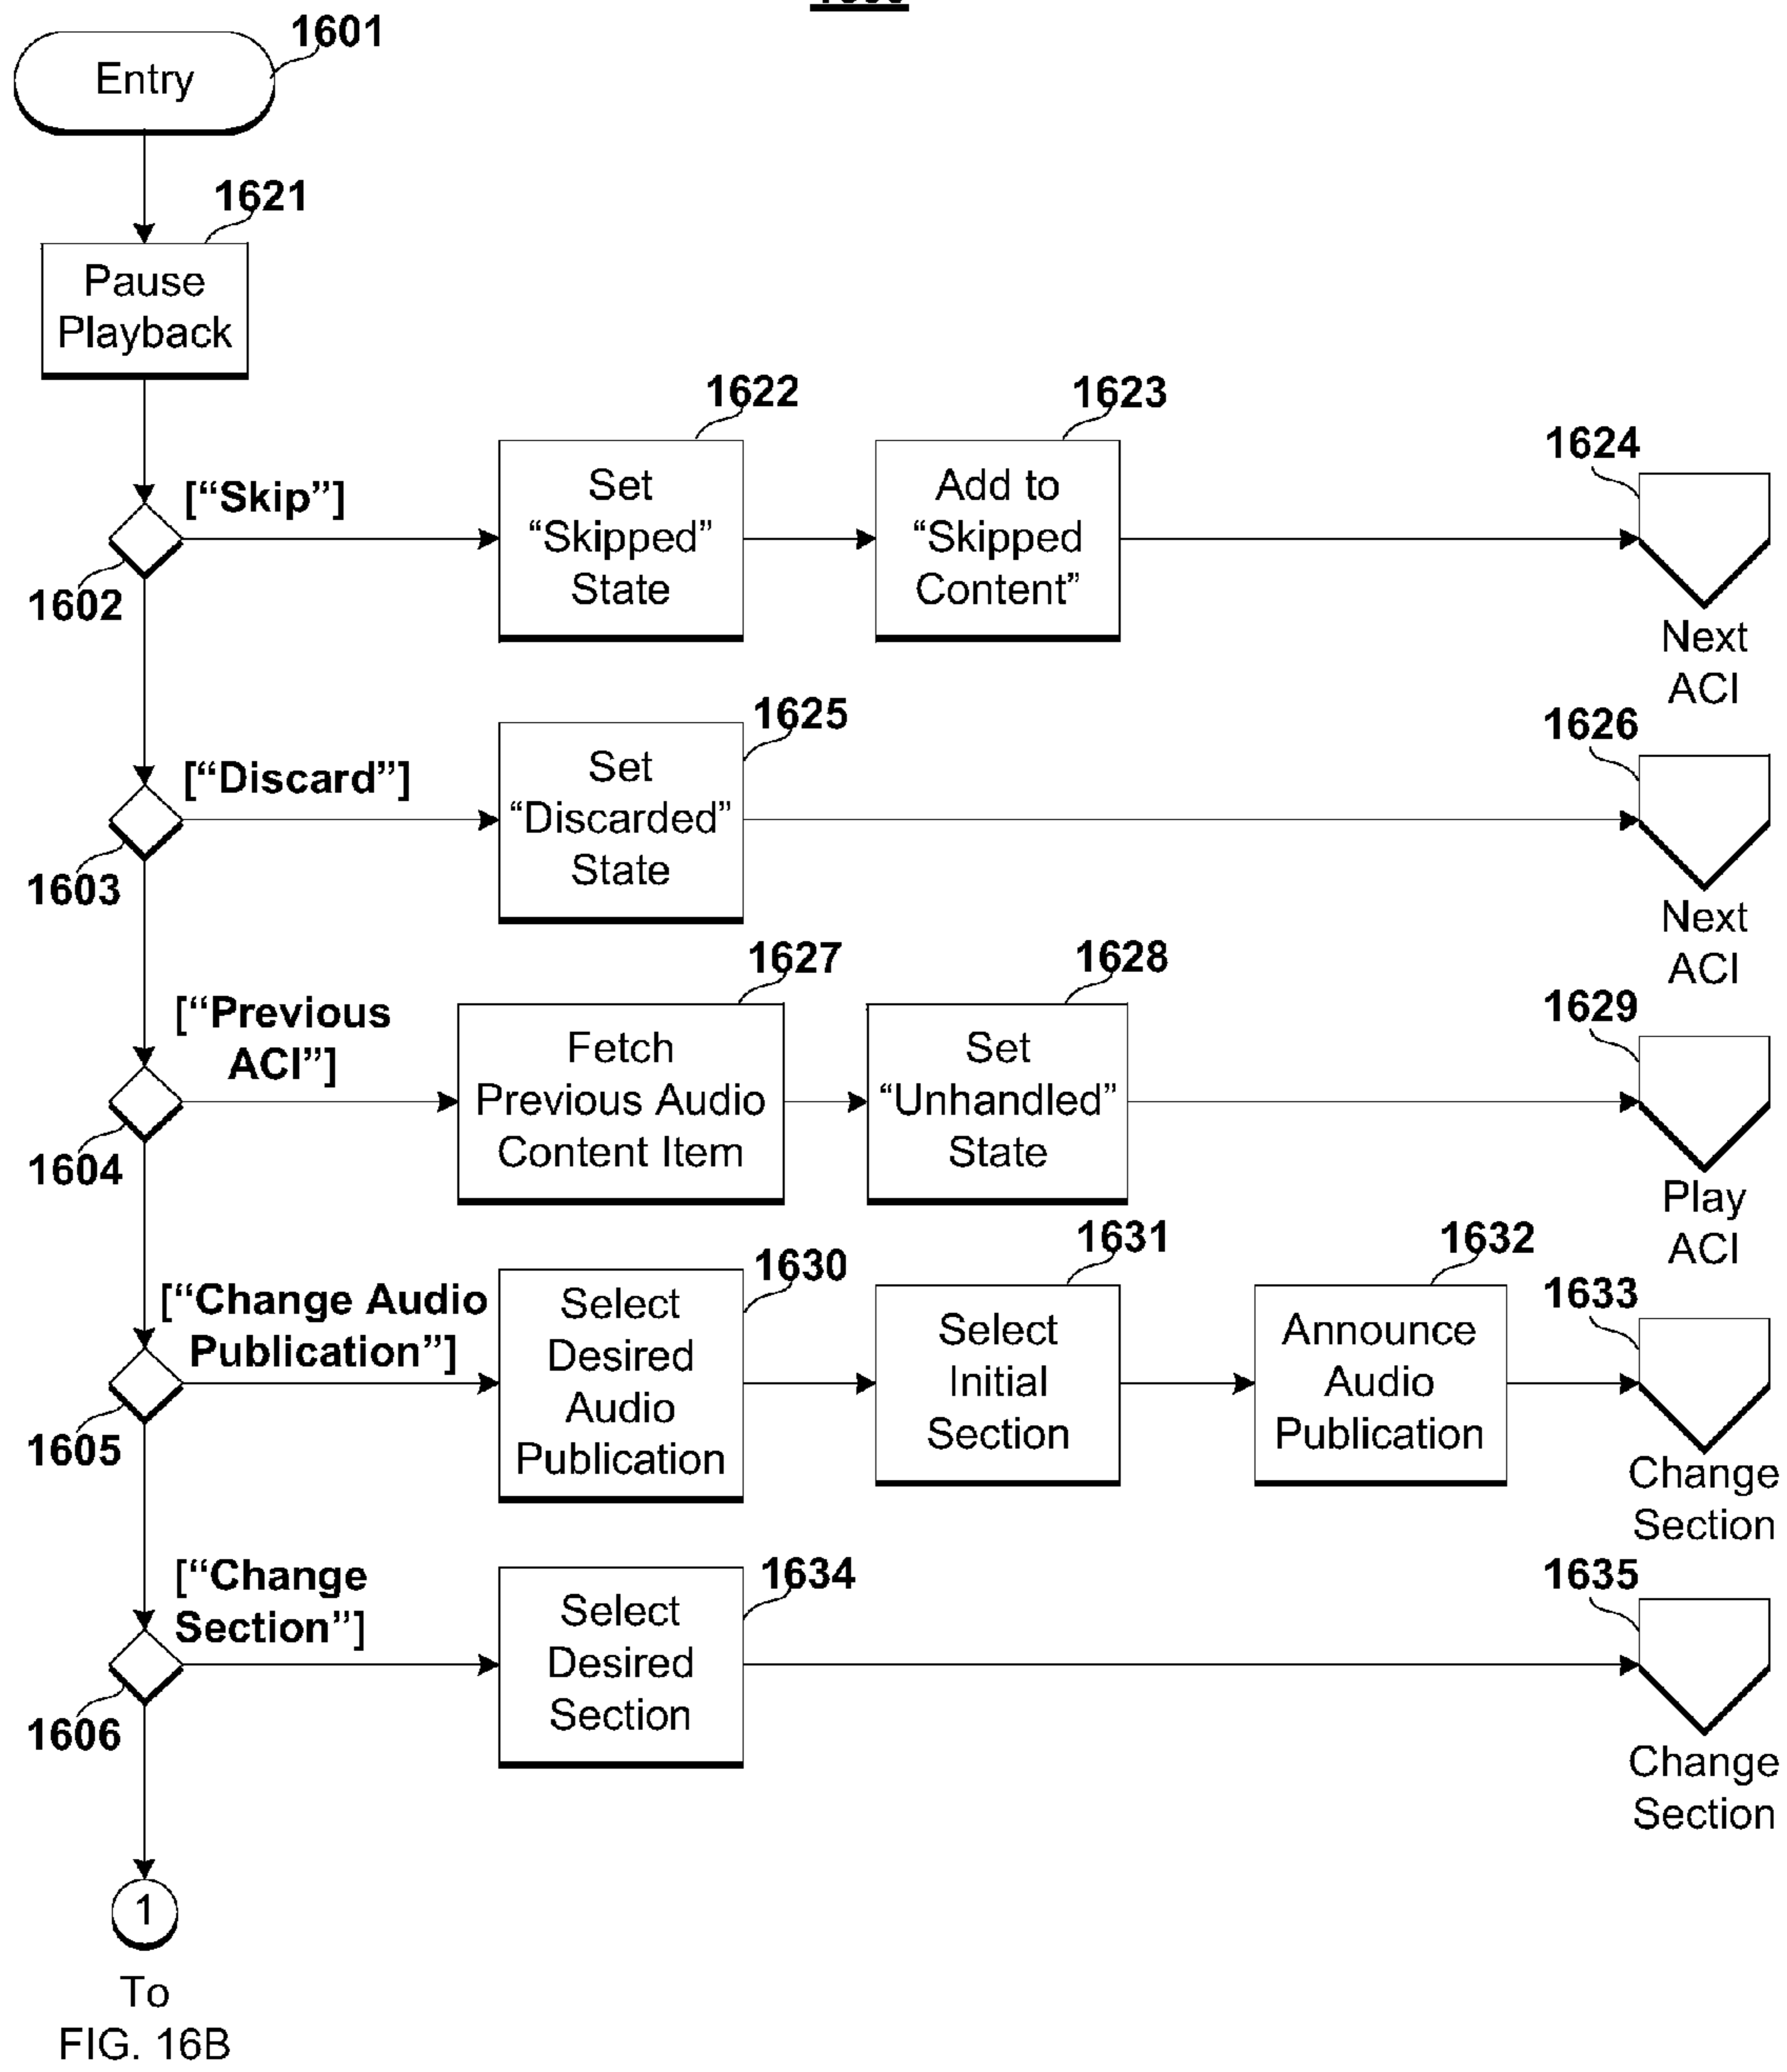 1601
Entry
1621
Pause
Playback
1622
1623
1624
["Skip"]
Set
“Skipped”
State
Add to
“Skipped
Content”
1602
Next
ACI
1625
1626
[“Discard”]
Set
“Discarded”
State
1603
Next
ACI
1627
1628
1629
[“Previous
ACI”]
Fetch
Previous Audio
Content Item
Set
“Unhandled”
State
1604
Play
ACI
1630
1631
1632
1633
[“Change Audio
Publication”]
Select
Desired
Audio
Publication
Select
Initial
Section
Announce
Audio
Publication
1605
Change
Section
1634
1635
[“Change
Section”]
Select
Desired
Section
1606
Change
Section
1
To
FIG. 16B